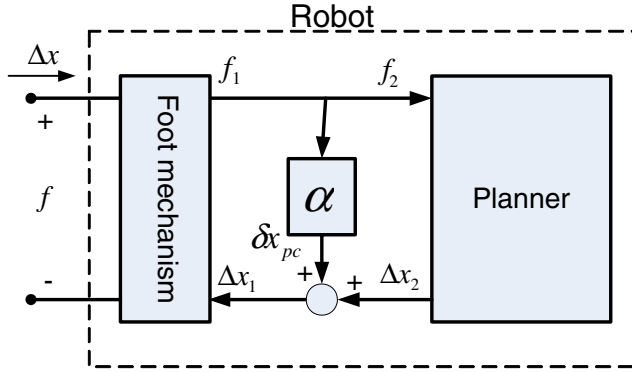 Robot
Δx
f₁
f₂
+
Foot mechanism
f
α
Planner
δx_pc
-
Δx₁
+
+
Δx₂